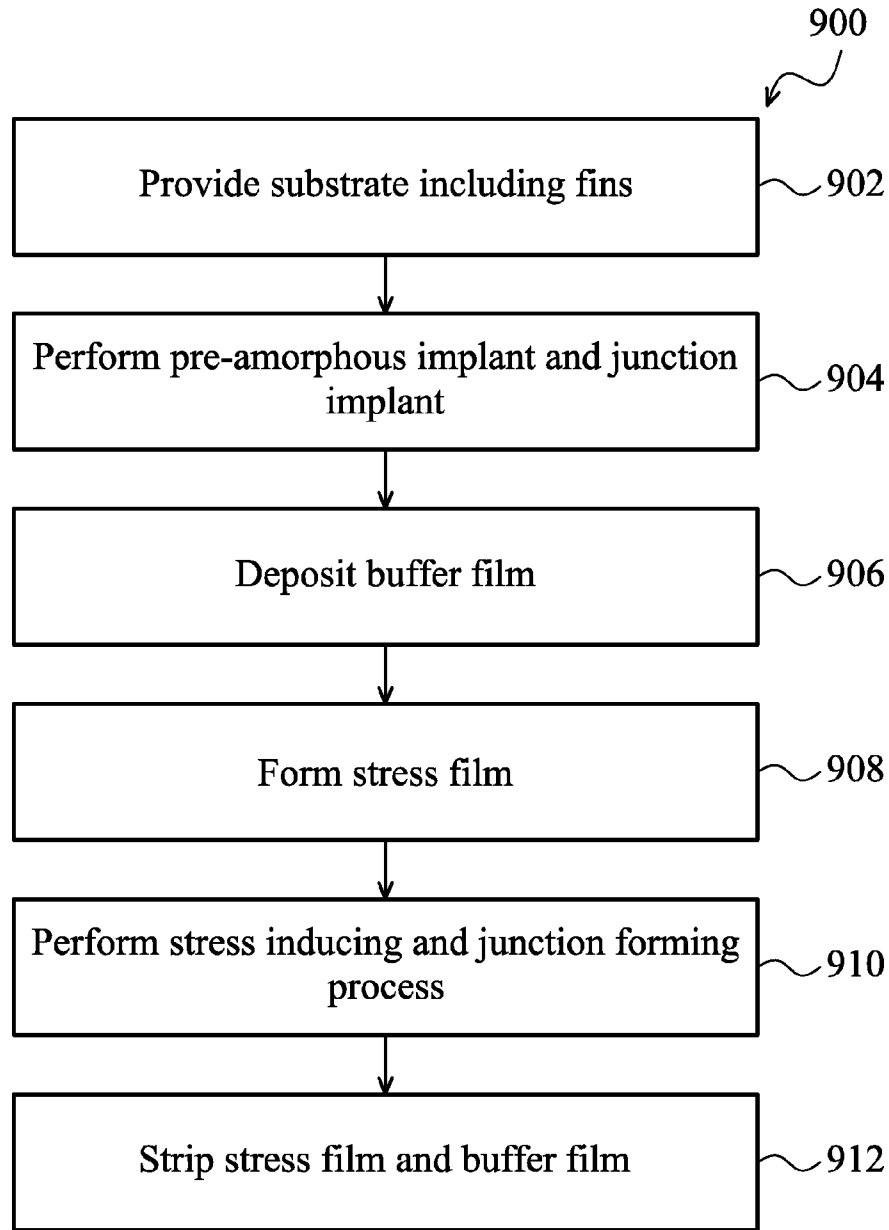 900
Provide substrate including fins
902
Perform pre-amorphous implant and junction
implant
904
Deposit buffer film
906
Form stress film
908
Perform stress inducing and junction forming
process
910
Strip stress film and buffer film
912